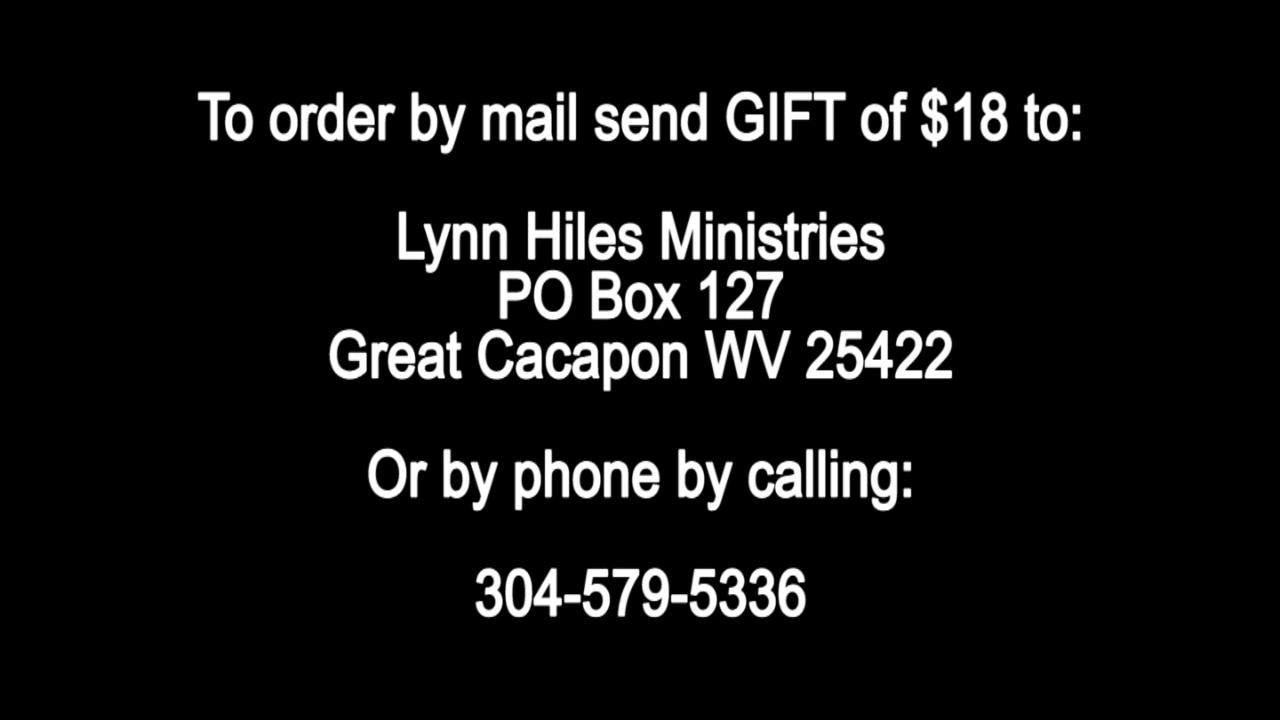 To order by mail send GIFT of $18 to:
Lynn Hiles Ministries
PO Box 127
Great Cacapon WV 25422
Or by phone by calling:
304-579-5336